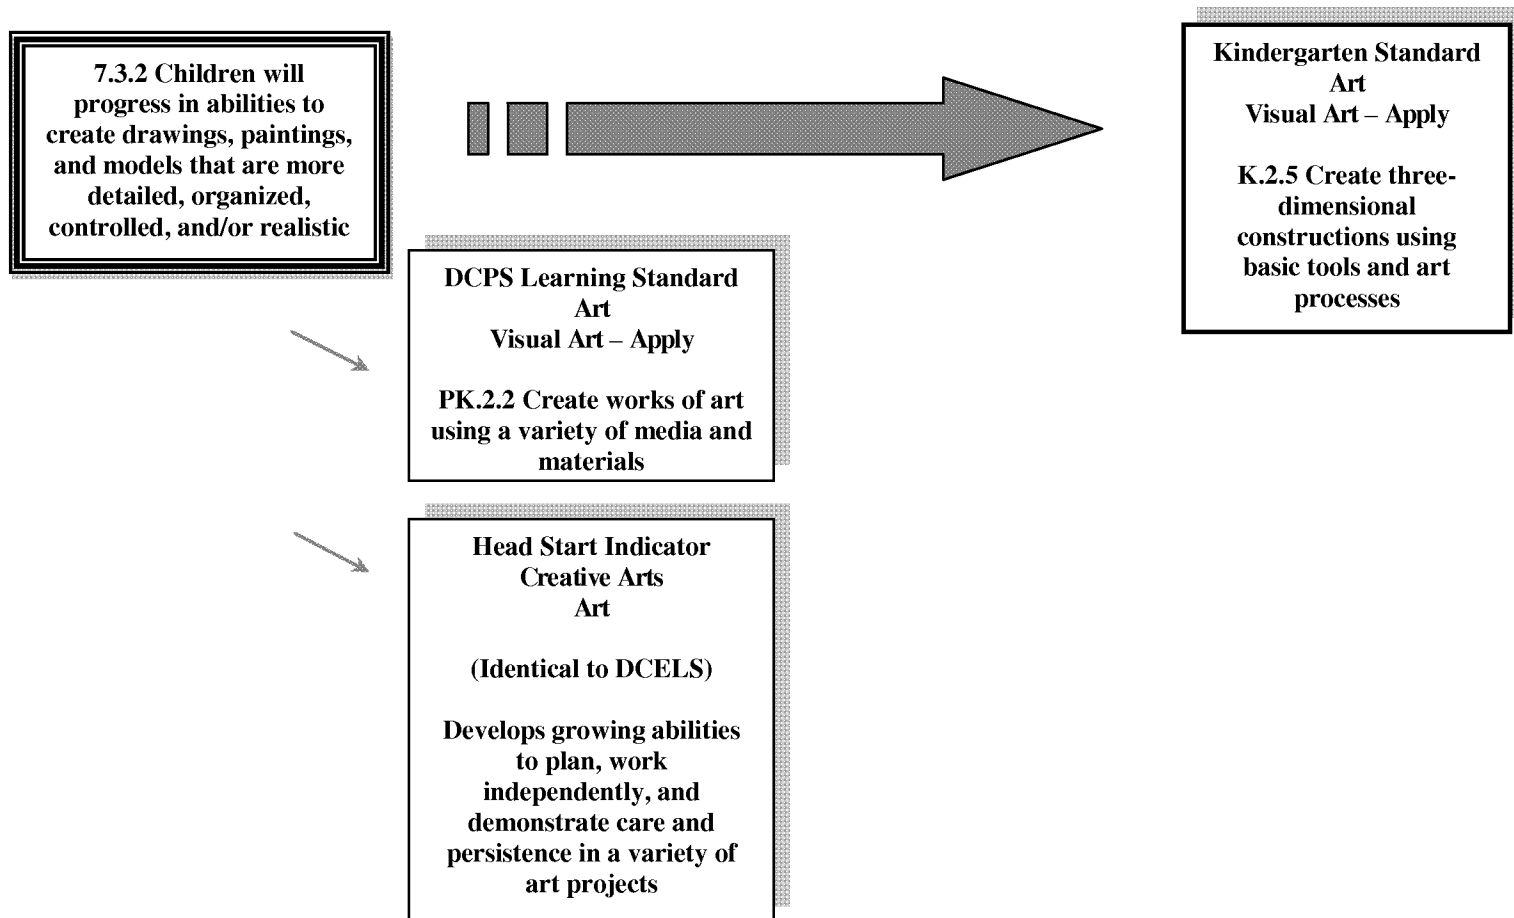 7.3.2 Children will
progress in abilities to
create drawings, paintings,
and models that are more
detailed, organized,
controlled, and/or realistic
DCPS Learning Standard
Art
Visual Art – Apply
PK.2.2 Create works of art
using a variety of media and
materials
Head Start Indicator
Creative Arts
Art
(Identical to DCELS)
Develops growing abilities
to plan, work
independently, and
demonstrate care and
persistence in a variety of
art projects
Kindergarten Standard
Art
Visual Art – Apply
K.2.5 Create three-
dimensional
constructions using
basic tools and art
processes